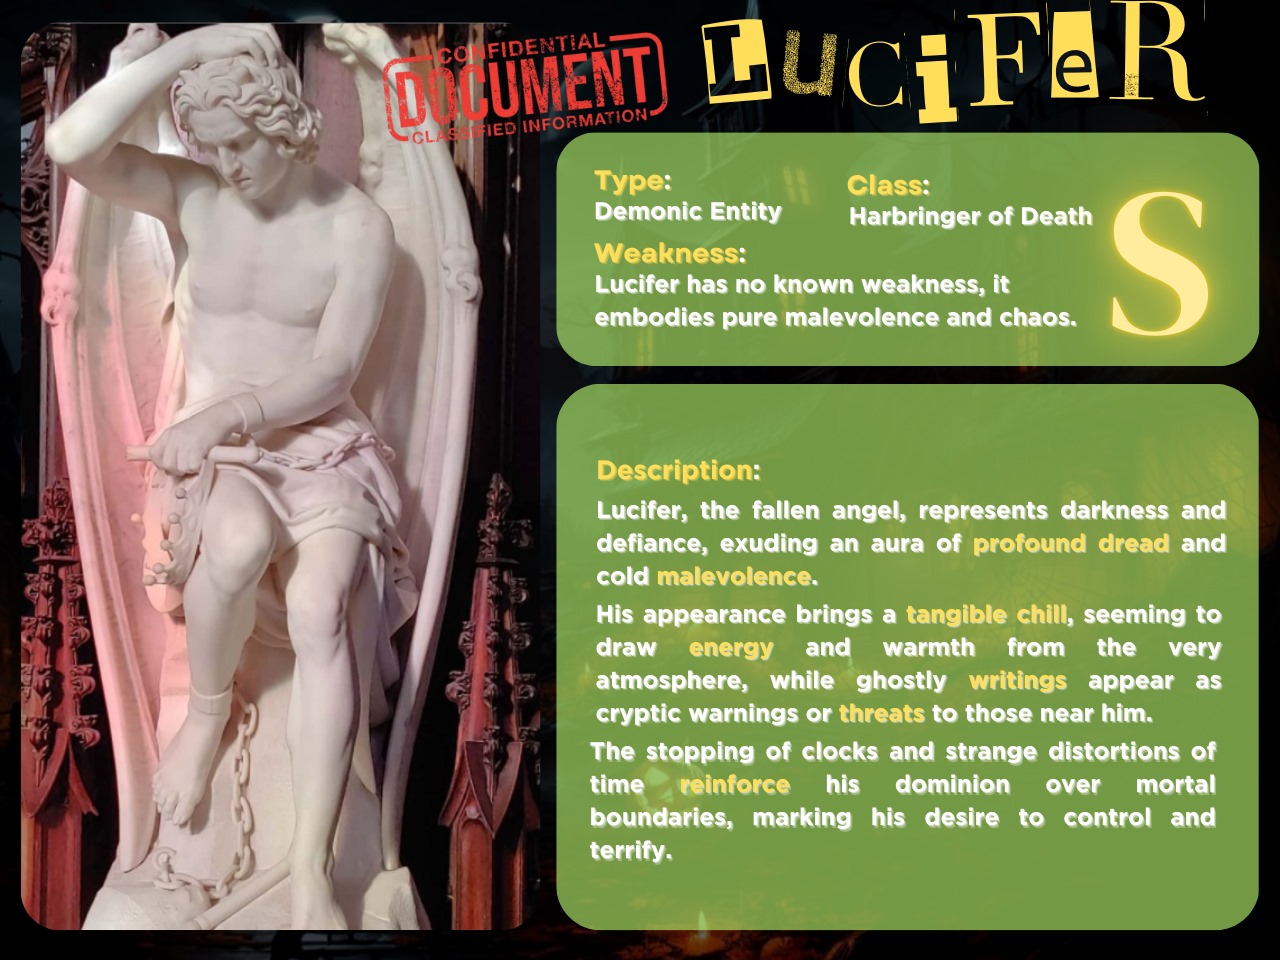 CONFIDENTIAL
DOCUMENT
CLASSIFIED INFORMATION
LuCiFeR
Type:
Demonic Entity
Class:
Harbringer of Death
S
Weakness:
Lucifer has no known weakness, it
embodies pure malevolence and chaos.
Description:
Lucifer, the fallen angel, represents darkness and
defiance, exuding an aura of profound dread and
cold malevolence.
His appearance brings a tangible chill, seeming to
draw energy and warmth from the very
atmosphere, while ghostly writings appear as
cryptic warnings or threats to those near him.
The stopping of clocks and strange distortions of
time reinforce his dominion over mortal
boundaries, marking his desire to control and
terrify.